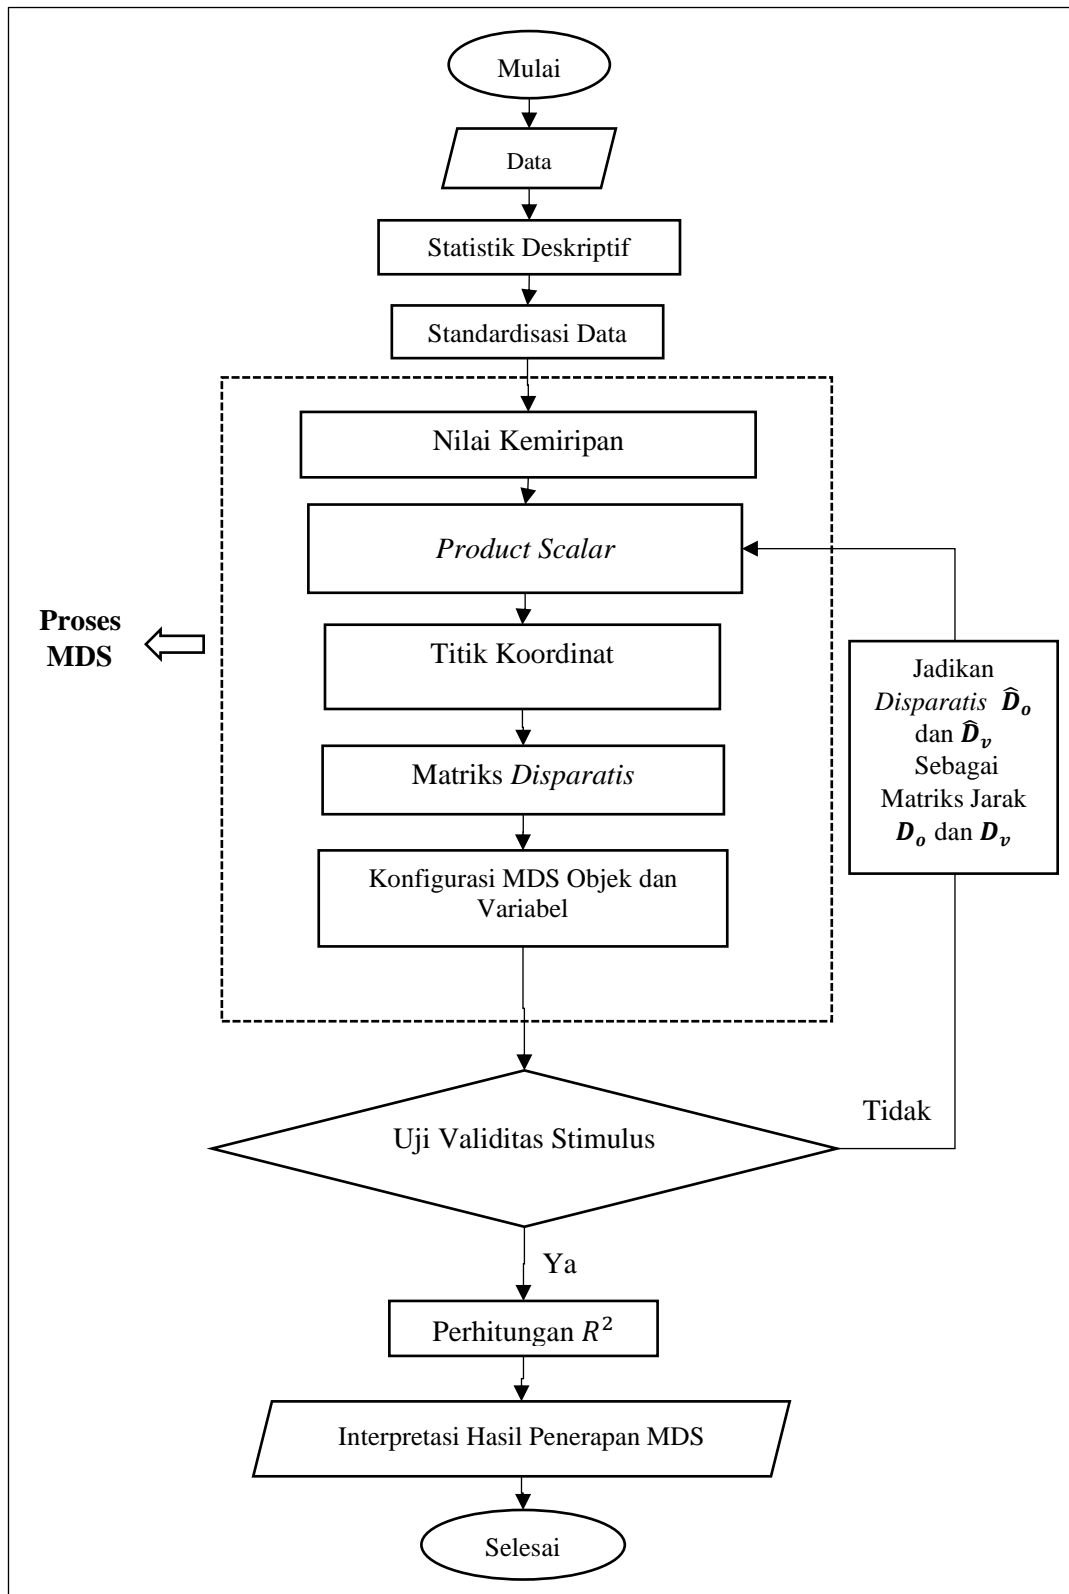 Mulai
Data
Statistik Deskriptif
Standardisasi Data
Nilai Kemiripan
Product Scalar
Proses
MDS
Titik Koordinat
Jadikan
Disparatis D̂ₒ
dan D̂ᵥ
Sebagai
Matriks Jarak
Dₒ dan Dᵥ
Matriks Disparatis
Konfigurasi MDS Objek dan
Variabel
Uji Validitas Stimulus
Tidak
Ya
Perhitungan R²
Interpretasi Hasil Penerapan MDS
Selesai